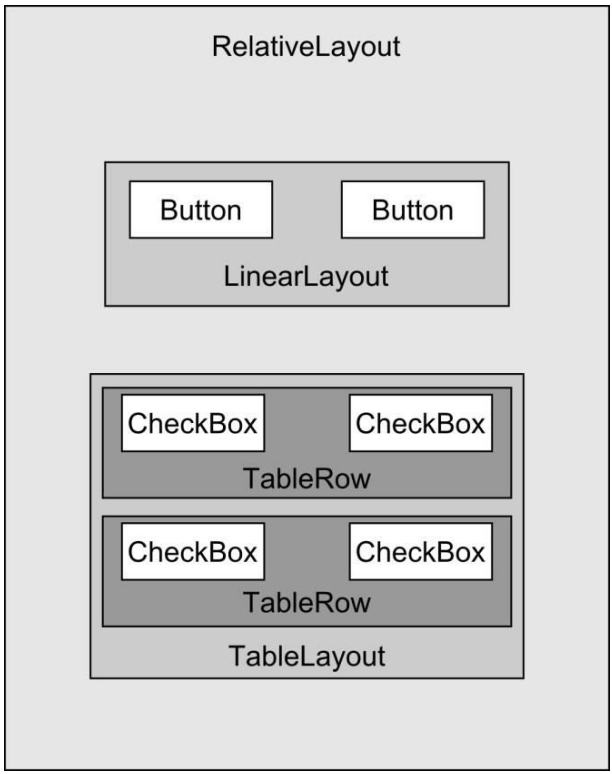 RelativeLayout
Button Button
LinearLayout
CheckBox CheckBox
TableRow
CheckBox CheckBox
TableRow
TableLayout